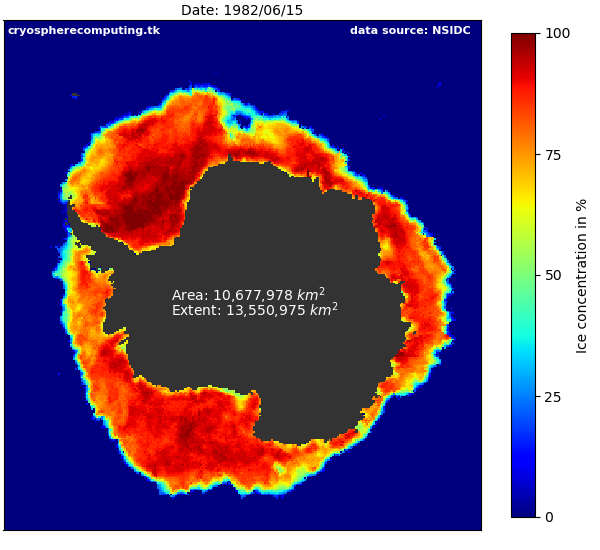 Date: 1982/06/15
cryospherecomputing.tk
data source: NSIDC
Area: 10,677,978 km²
Extent: 13,550,975 km²
100
75
50
25
0
Ice concentration in %